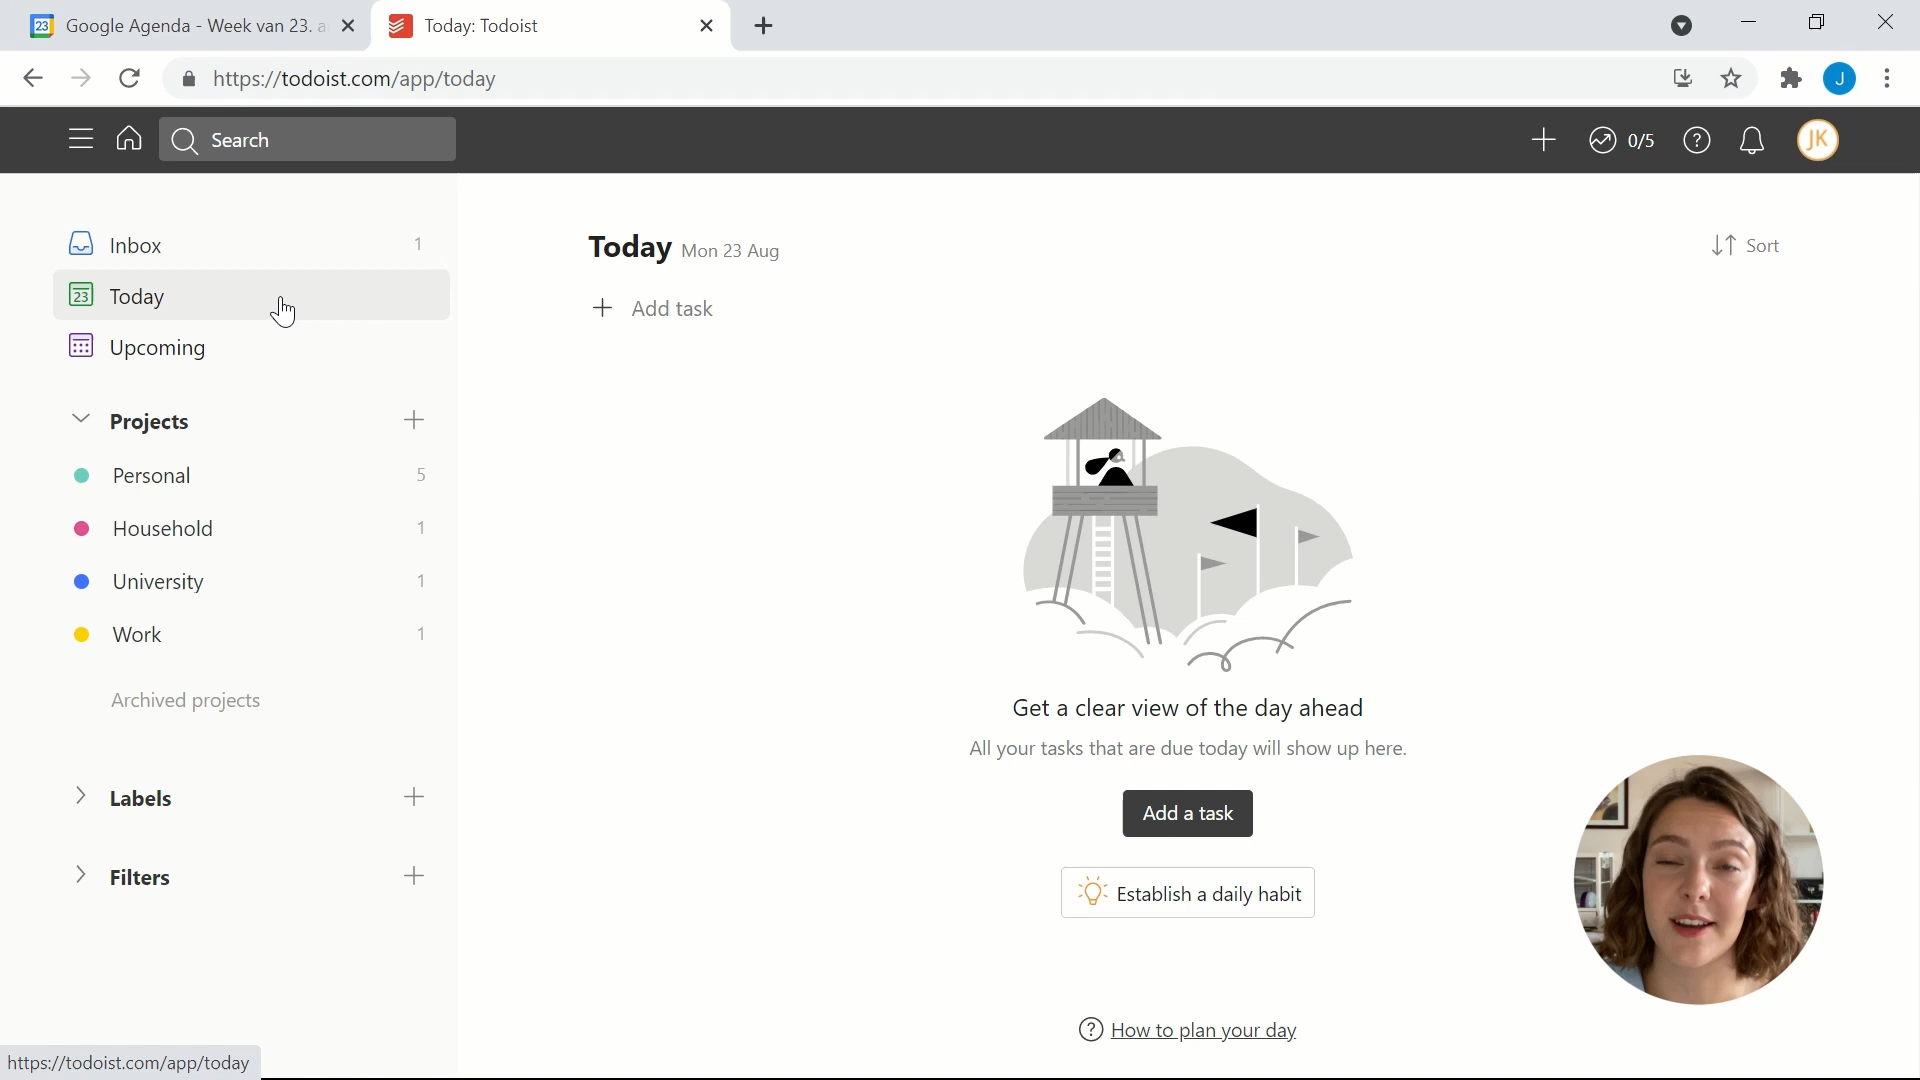 Google Agenda - Week van 23. a
Today: Todoist
https://todoist.com/app/today
J
Search
0/5
JK
Inbox 1
23 Today
Upcoming
Projects
Personal 5
Household 1
University 1
Work 1
Archived projects
Labels
Filters
Today Mon 23 Aug
Sort
Add task
Get a clear view of the day ahead
All your tasks that are due today will show up here.
Add a task
Establish a daily habit
How to plan your day
https://todoist.com/app/today